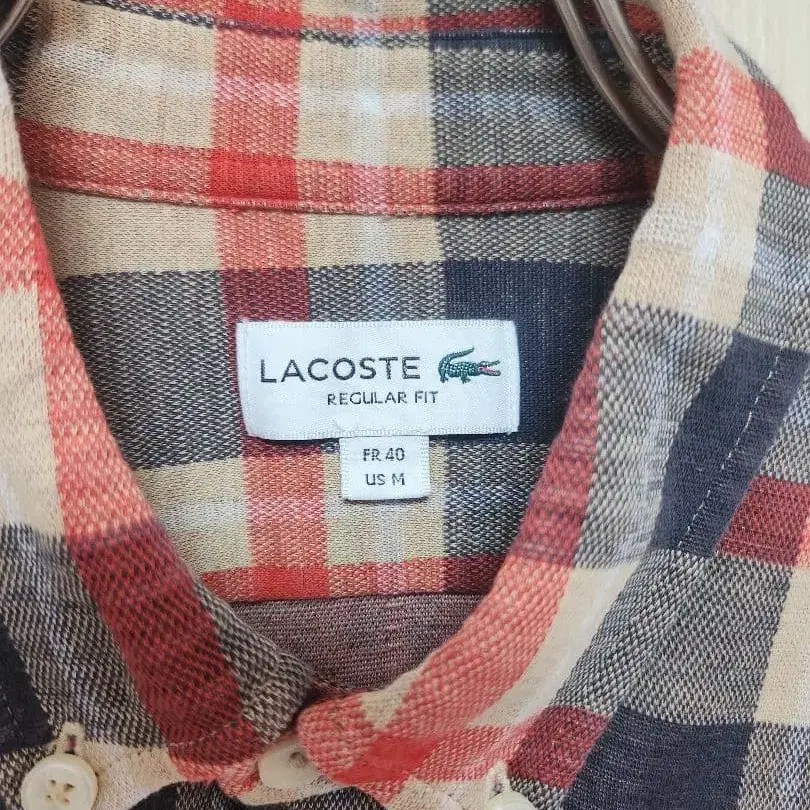 LACOSTE
REGULAR FIT
FR 40
US M